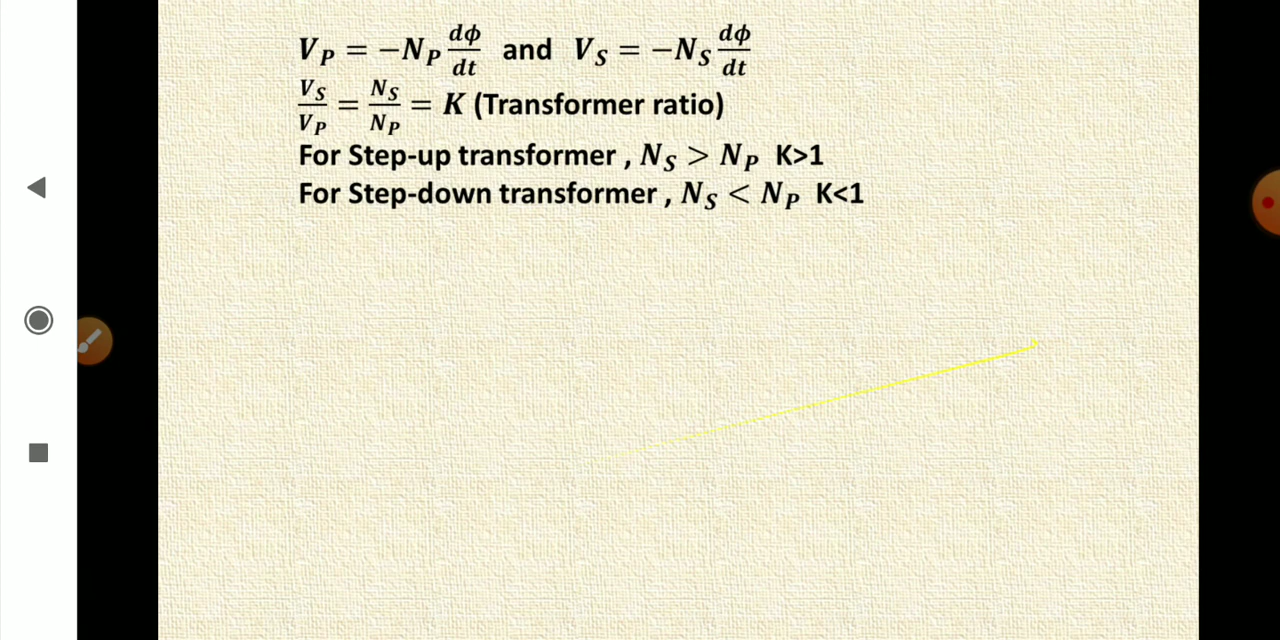 V_P = −N_P dϕ/dt and V_S = −N_S dϕ/dt
V_S/V_P = N_S/N_P = K (Transformer ratio)
For Step-up transformer , N_S > N_P K>1
For Step-down transformer , N_S < N_P K<1